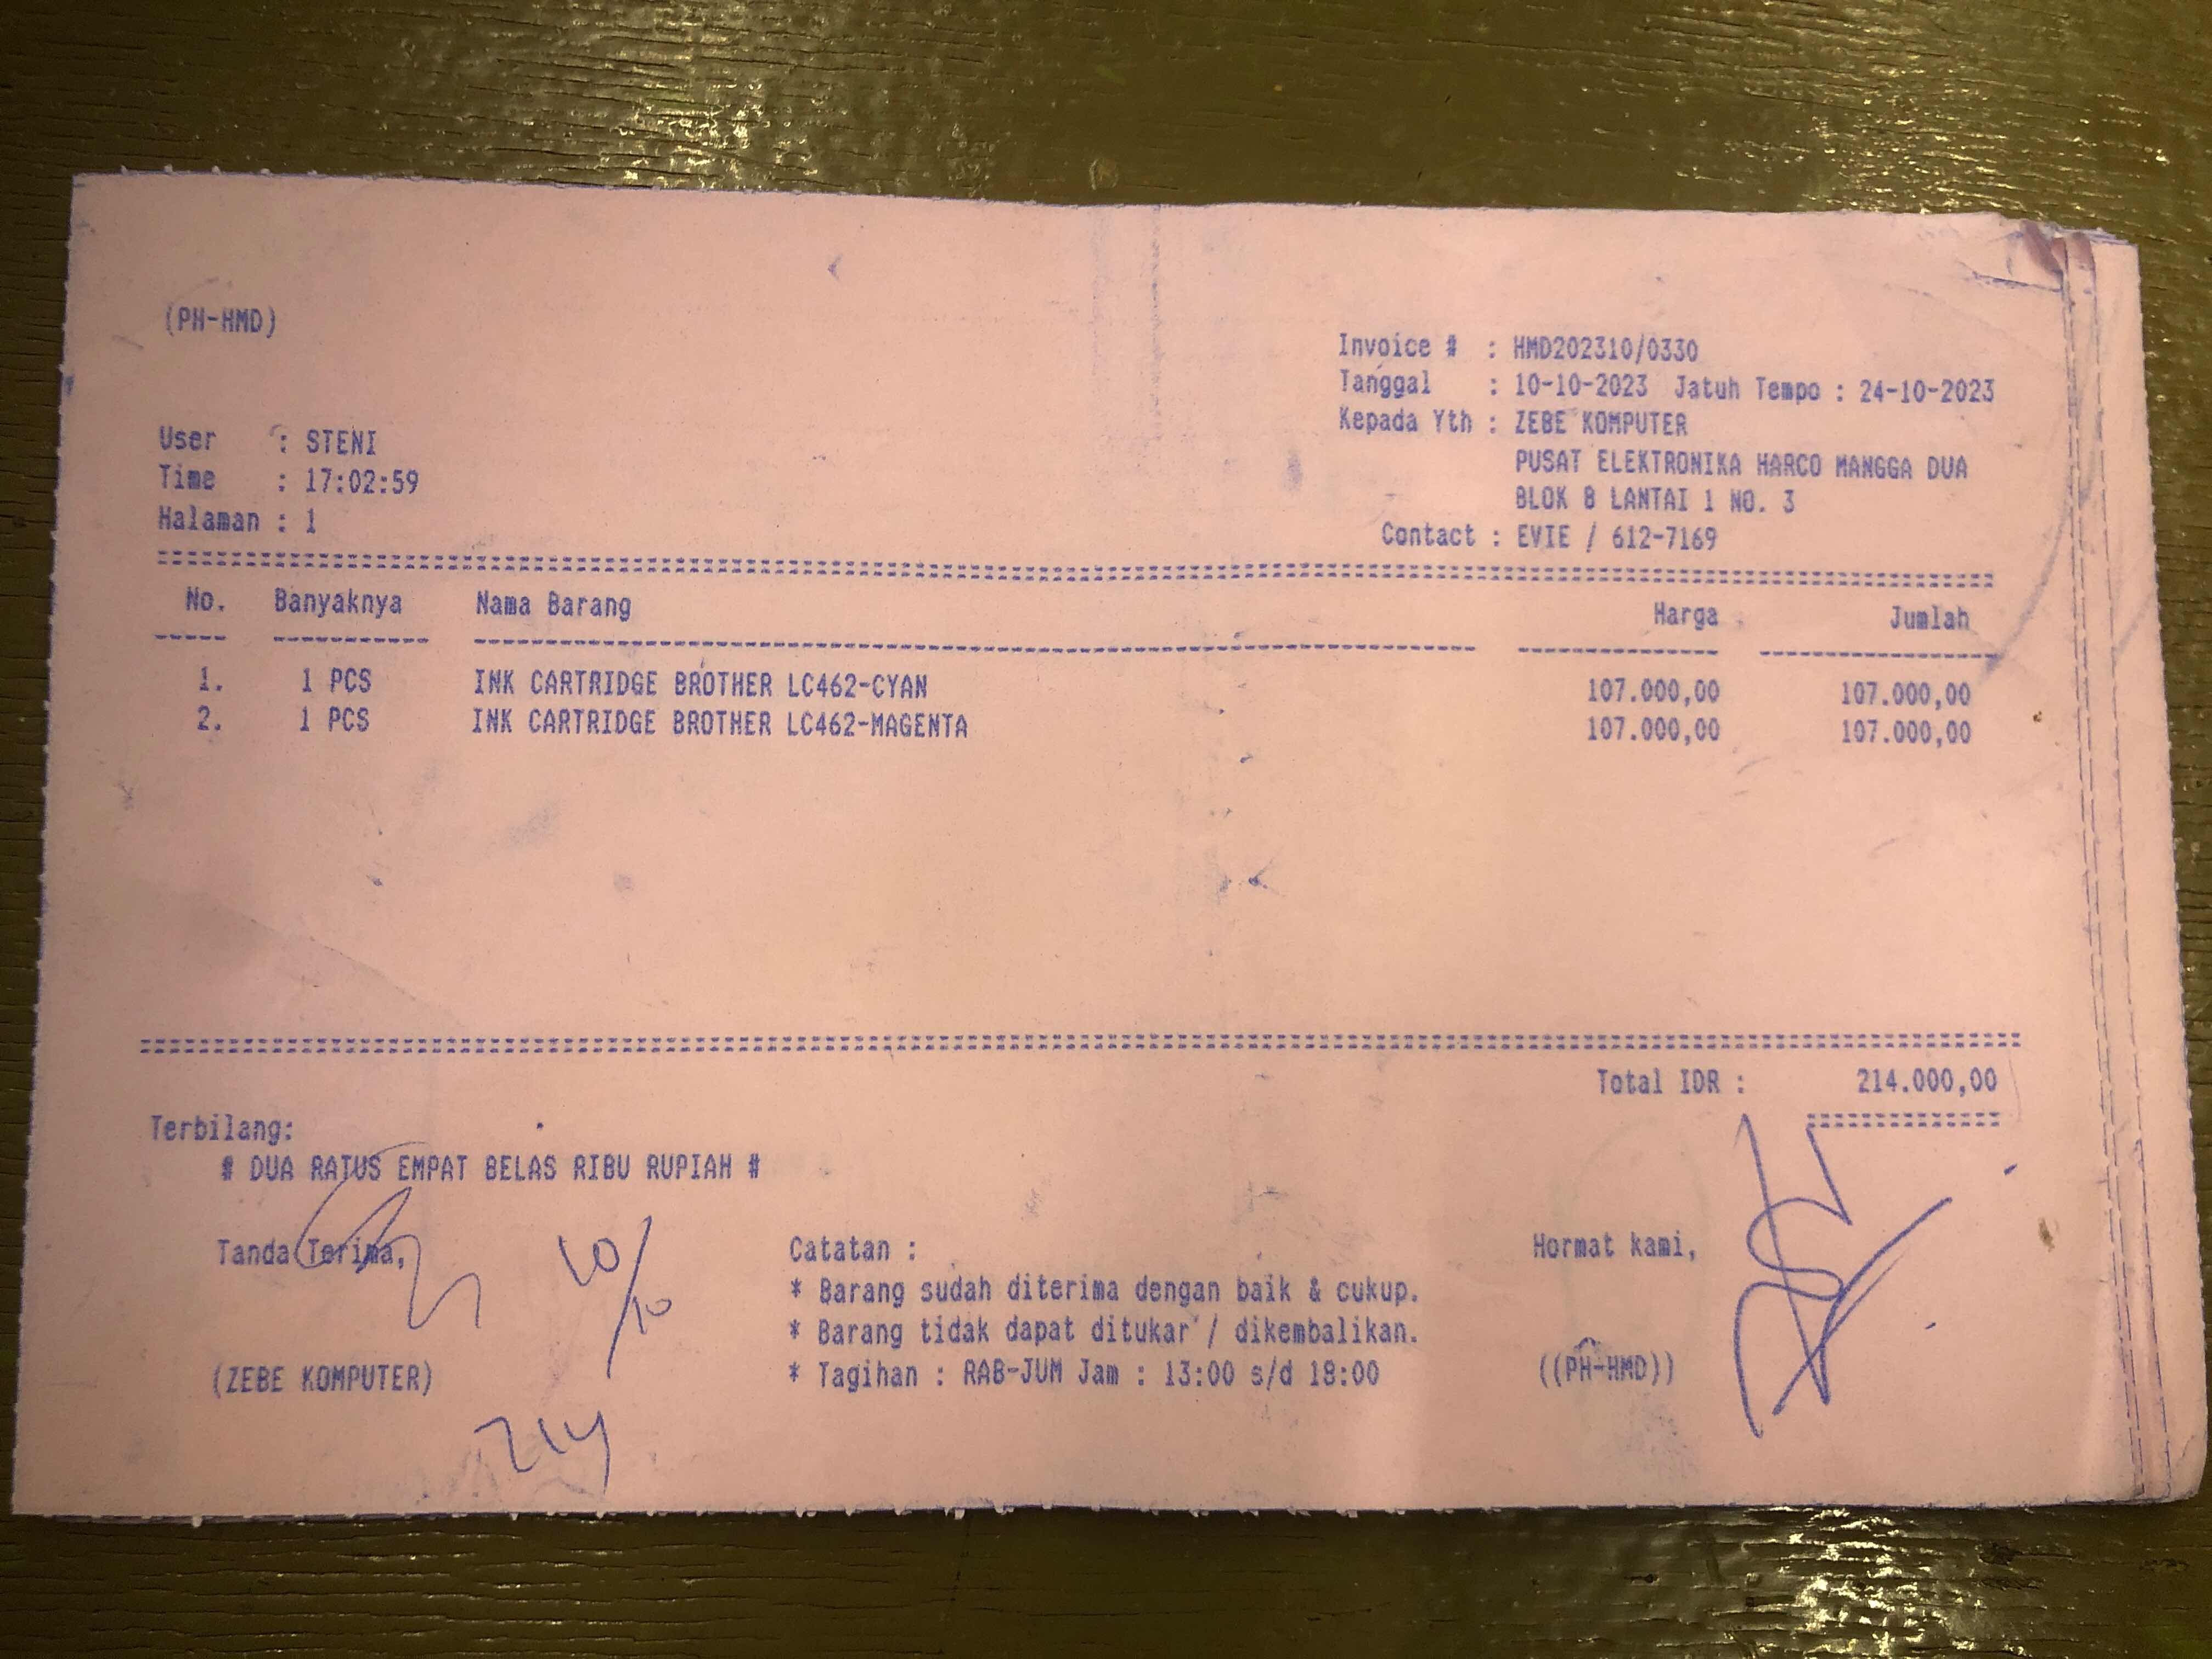 (PH-HMD)
Invoice # : HMD202310/0330
Tanggal : 10-10-2023 Jatuh Tempo : 24-10-2023
Kepada Yth : ZEBE KOMPUTER
PUSAT ELEKTRONIKA HARCO MANGGA DUA
BLOK B LANTAI 1 NO. 3
Contact : EVIE / 612-7169
User : STENI
Time : 17:02:59
Halaman : 1
No. Banyaknya Nama Barang Harga Jumlah
1. 1 PCS INK CARTRIDGE BROTHER LC462-CYAN 107.000,00 107.000,00
2. 1 PCS INK CARTRIDGE BROTHER LC462-MAGENTA 107.000,00 107.000,00
Total IDR : 214.000,00
Terbilang:
# DUA RATUS EMPAT BELAS RIBU RUPIAH #
Tanda Terima,
10/10
(ZEBE KOMPUTER)
214
Catatan :
* Barang sudah diterima dengan baik & cukup.
* Barang tidak dapat ditukar / dikembalikan.
* Tagihan : RAB-JUM Jam : 13:00 s/d 18:00
Hormat kami,
((PH-HMD))